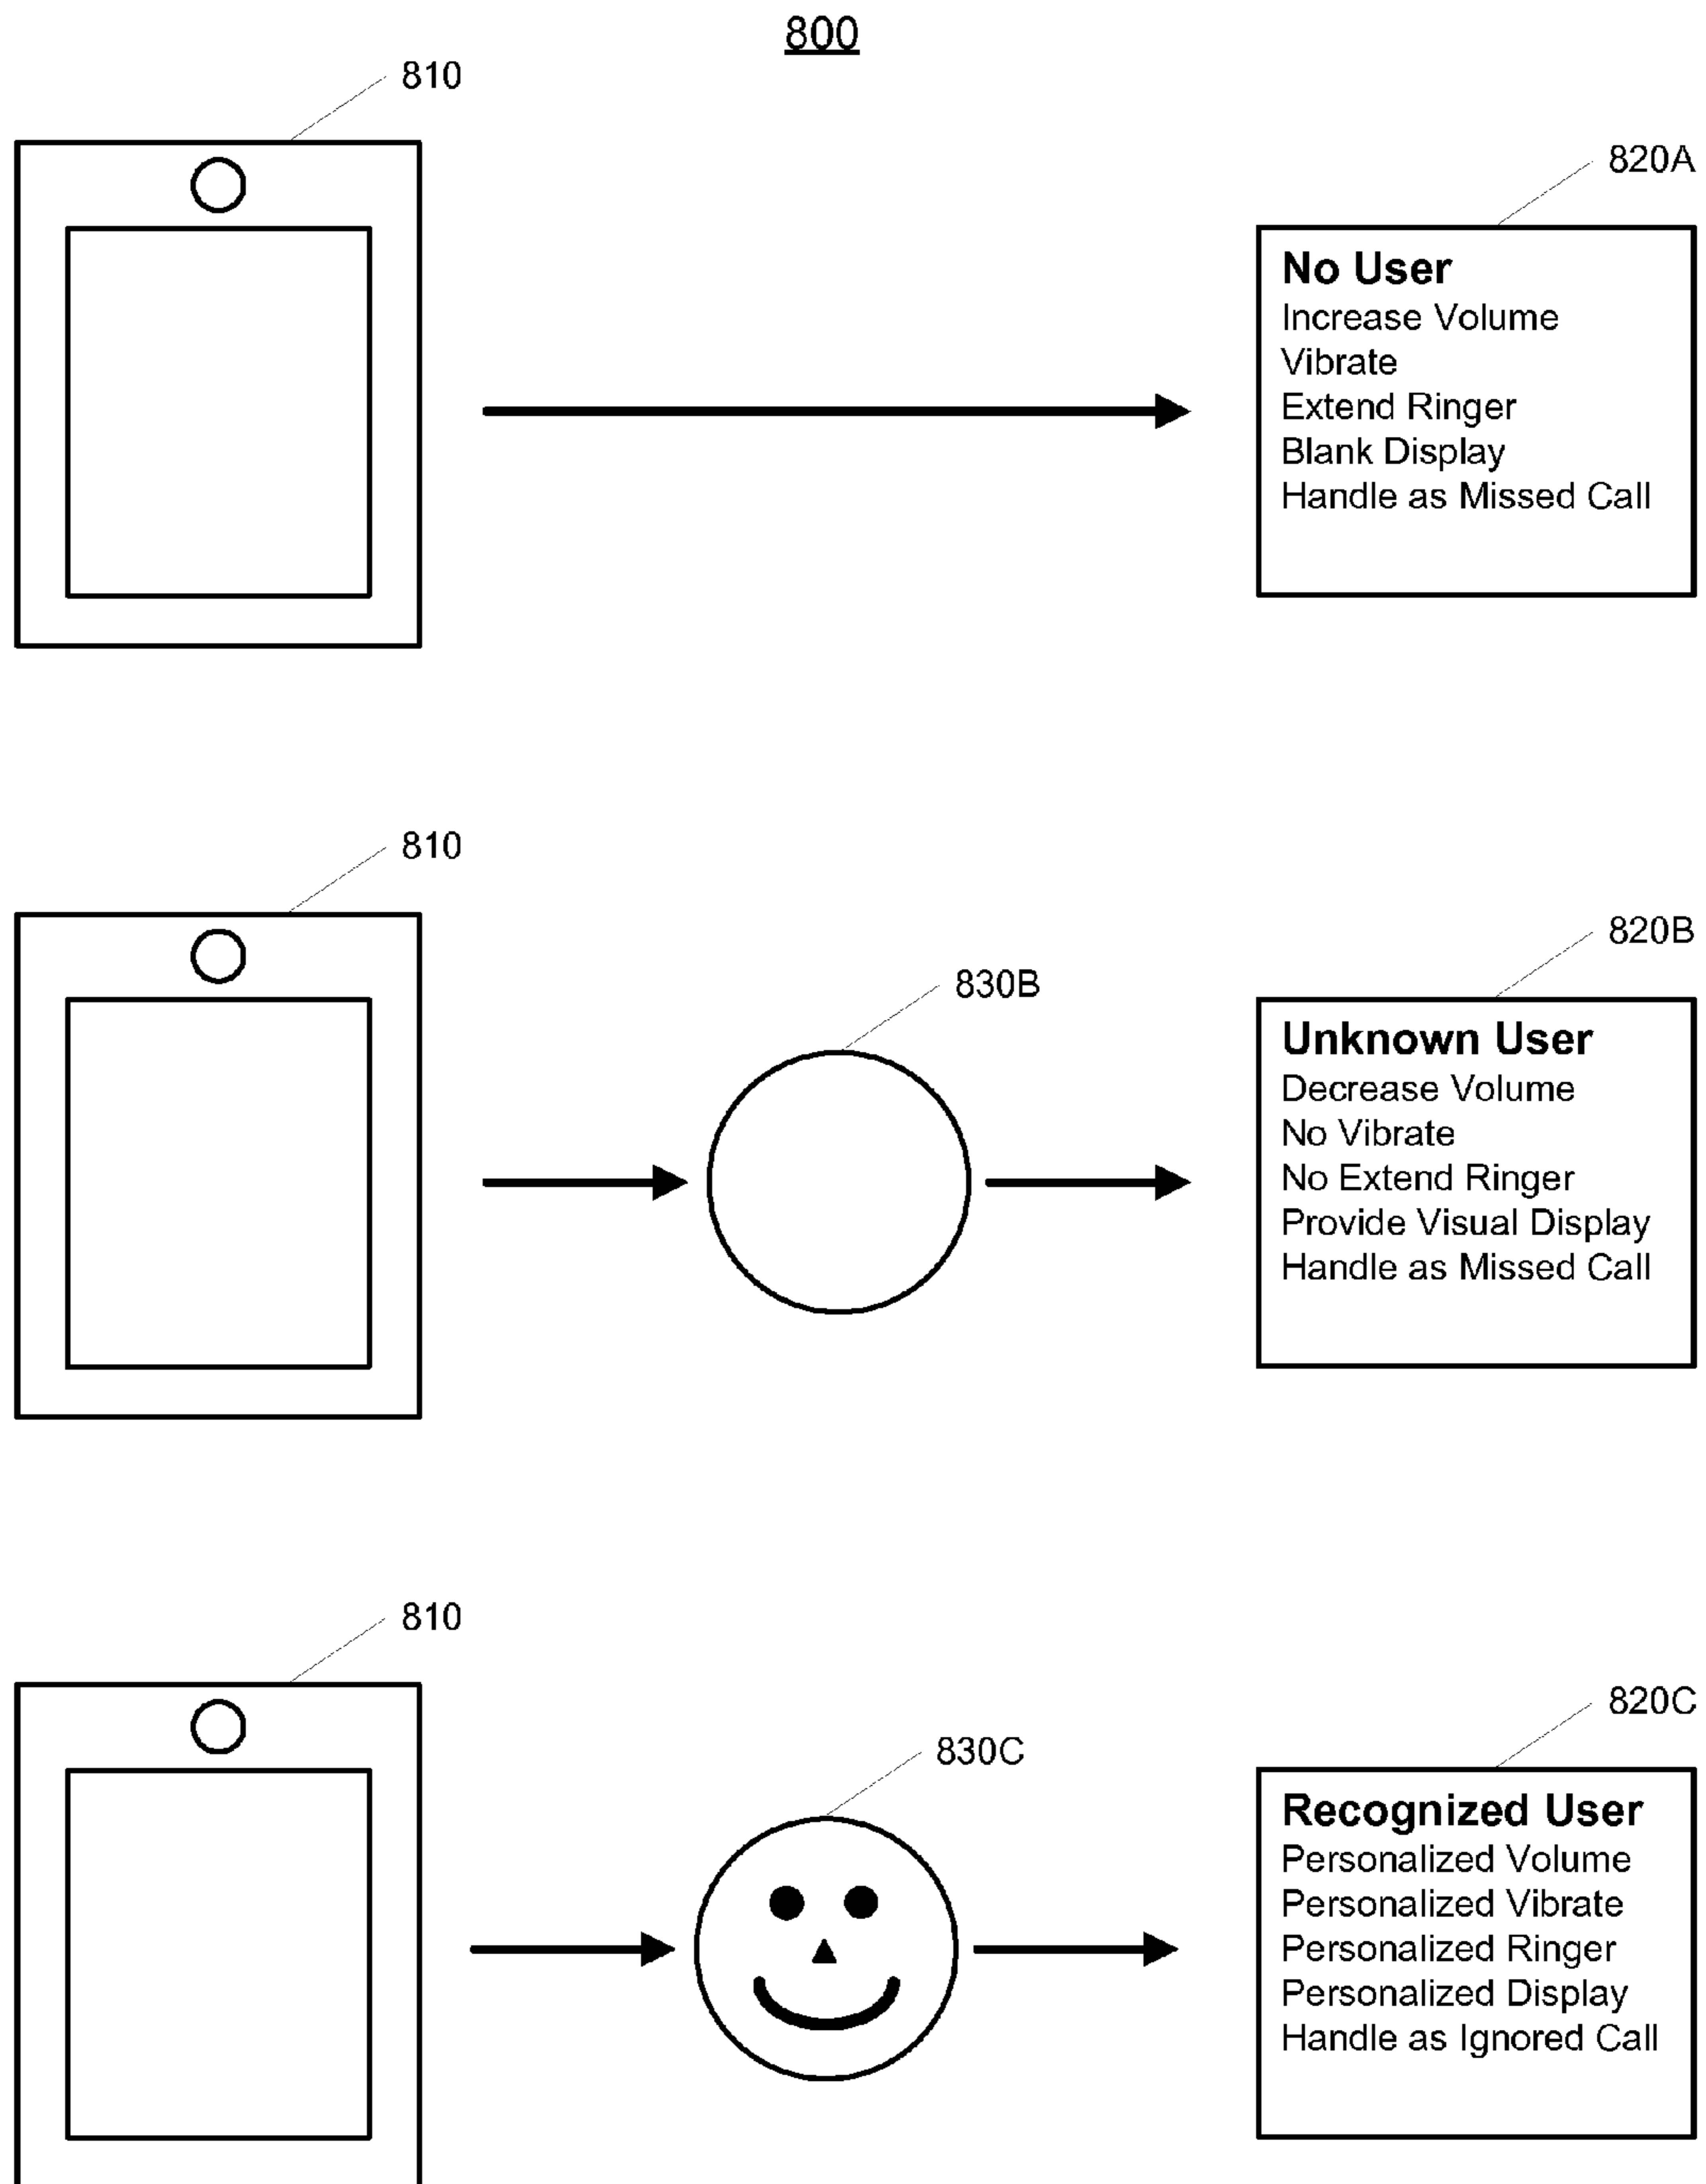 800
810
820A
No User
Increase Volume
Vibrate
Extend Ringer
Blank Display
Handle as Missed Call
810
820B
830B
Unknown User
Decrease Volume
No Vibrate
No Extend Ringer
Provide Visual Display
Handle as Missed Call
810
820C
830C
Recognized User
Personalized Volume
Personalized Vibrate
Personalized Ringer
Personalized Display
Handle as Ignored Call